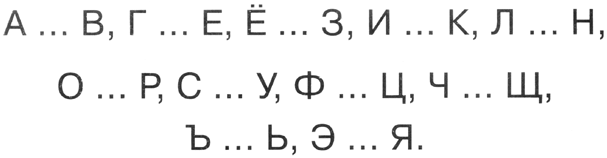 А ... В, Г ... Е, Ё ... З, И ... К, Л ... Н,
О ... Р, С ... У, Ф ... Ц, Ч ... Щ,
Ъ ... Ь, Э ... Я.